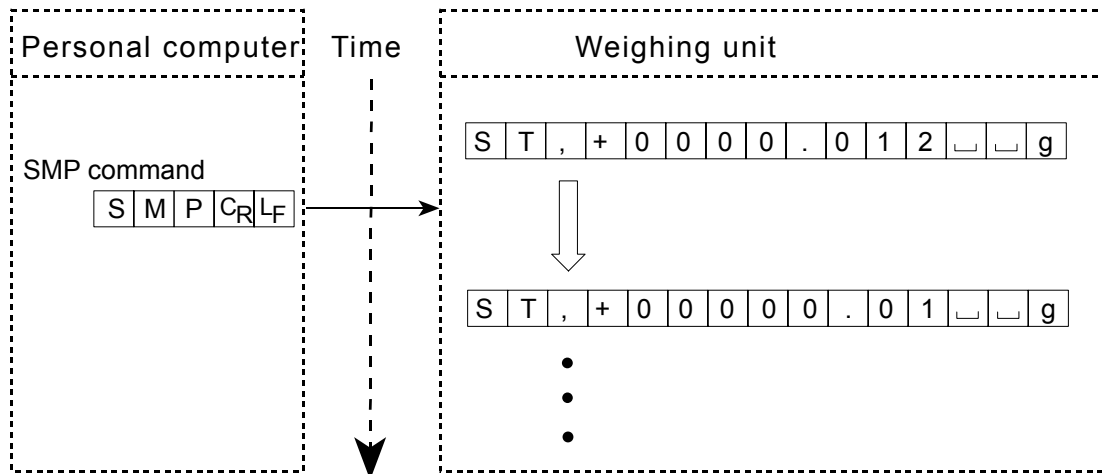 Personal computer Time Weighing unit
ST,+0000.012␣␣g
SMP command
SMPCRLF
ST,+00000.01␣␣g